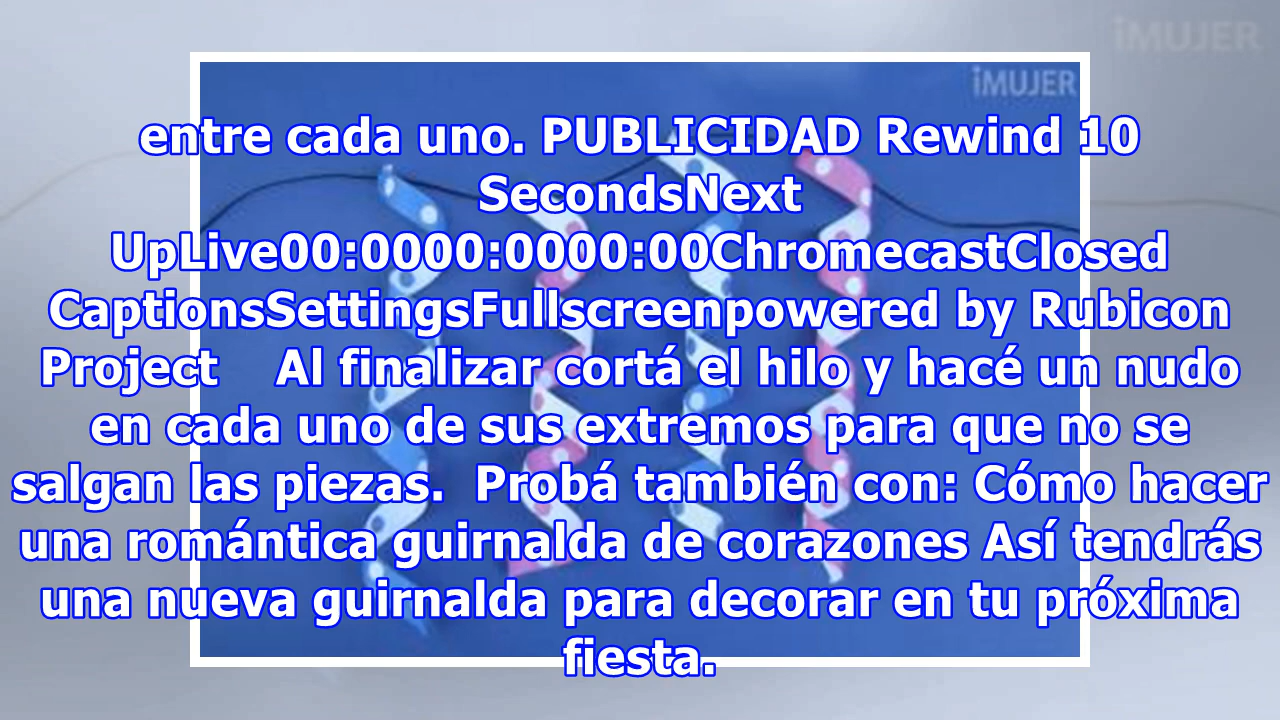 iMUJER
iMUJER
entre cada uno. PUBLICIDAD Rewind 10
SecondsNext
UpLive00:0000:0000:00ChromecastClosed
CaptionsSettingsFullscreenpowered by Rubicon
Project    Al finalizar cortá el hilo y hacé un nudo
en cada uno de sus extremos para que no se
salgan las piezas.  Probá también con: Cómo hacer
una romántica guirnalda de corazones Así tendrás
una nueva guirnalda para decorar en tu próxima
fiesta.